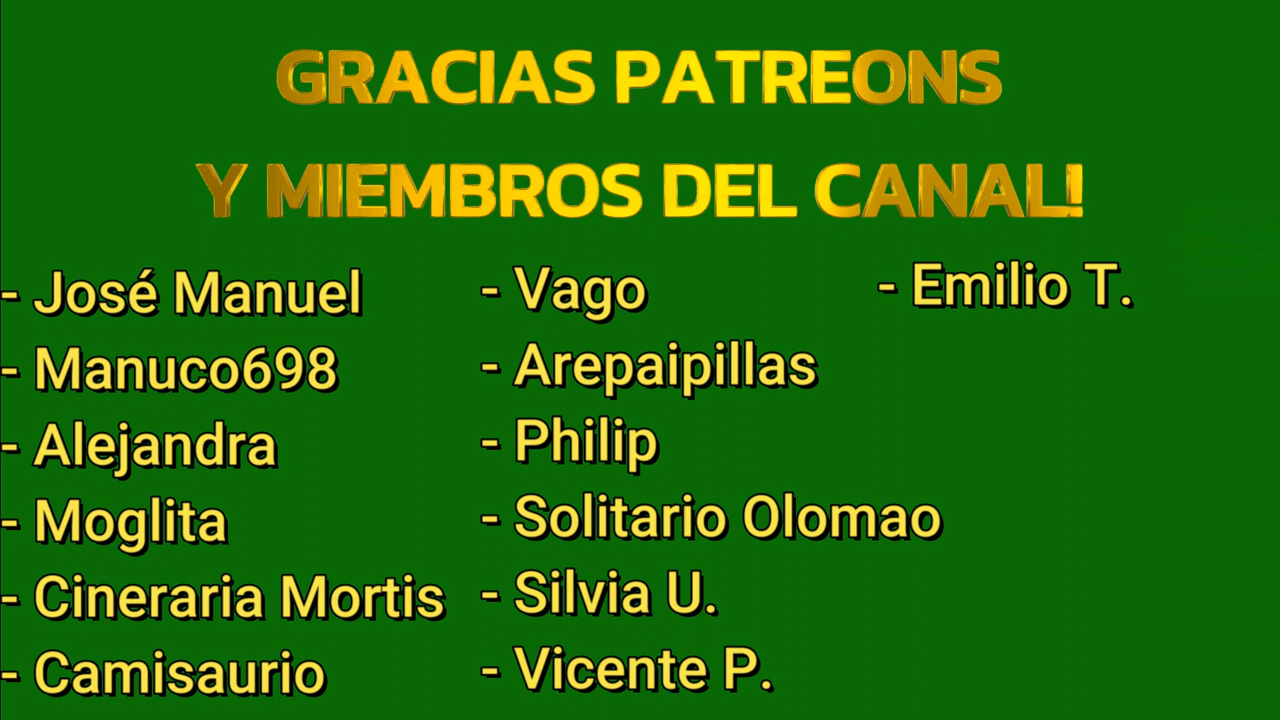 GRACIAS PATREONS
Y MIEMBROS DEL CANAL!
- José Manuel
- Manuco698
- Alejandra
- Moglita
- Cineraria Mortis
- Camisaurio
- Vago
- Arepaipillas
- Philip
- Solitario Olomao
- Silvia U.
- Vicente P.
- Emilio T.